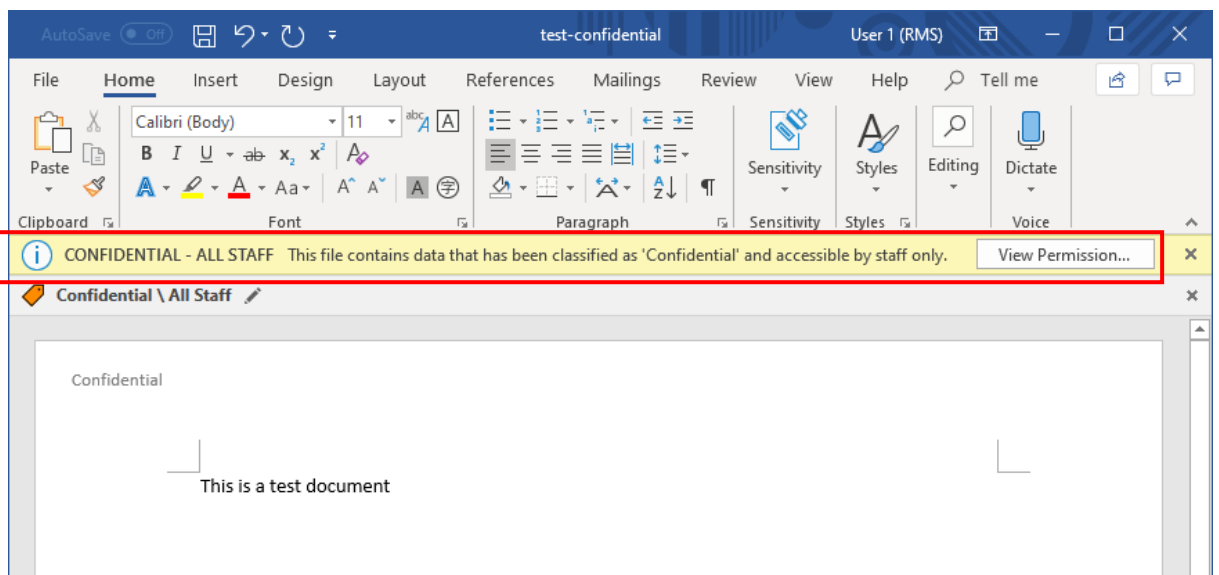 AutoSave Off test-confidential User 1 (RMS)
File Home Insert Design Layout References Mailings Review View Help Tell me
Calibri (Body) 11 abc A A
Paste B I U ab x₂ x² A Sensitivity Styles Editing Dictate
A A Aa A A A 字 A Z ¶
Clipboard Font Paragraph Sensitivity Styles Voice
CONFIDENTIAL - ALL STAFF This file contains data that has been classified as 'Confidential' and accessible by staff only. View Permission...
Confidential \ All Staff
Confidential
This is a test document